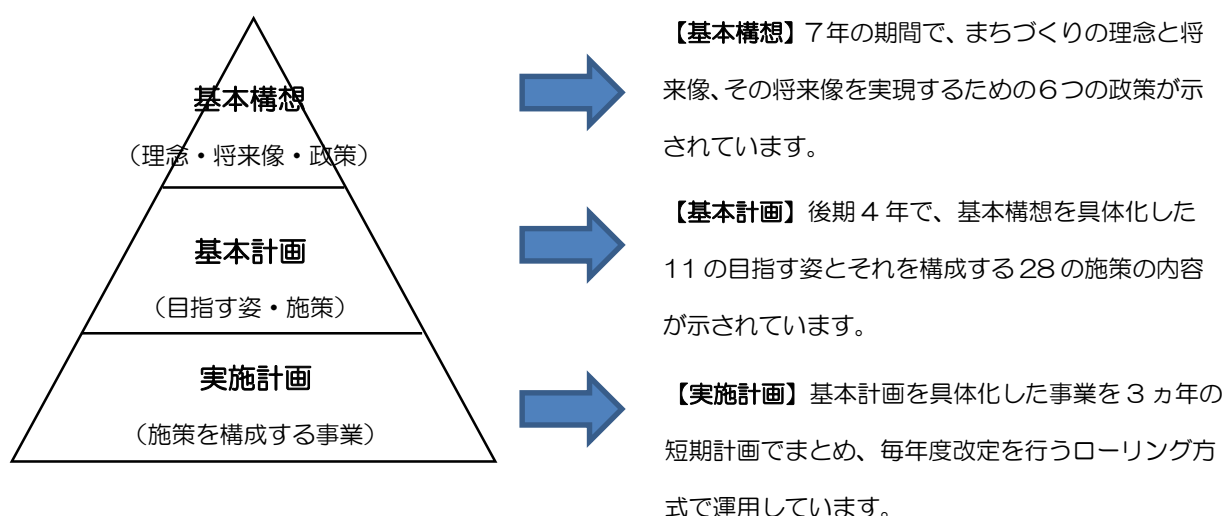 基本構想
（理念・将来像・政策）
基本計画
（目指す姿・施策）
実施計画
（施策を構成する事業）
【基本構想】７年の期間で、まちづくりの理念と将
来像、その将来像を実現するための６つの政策が示
されています。
【基本計画】後期４年で、基本構想を具体化した
11の目指す姿とそれを構成する28の施策の内容
が示されています。
【実施計画】基本計画を具体化した事業を３ヵ年の
短期計画でまとめ、毎年度改定を行うローリング方
式で運用しています。